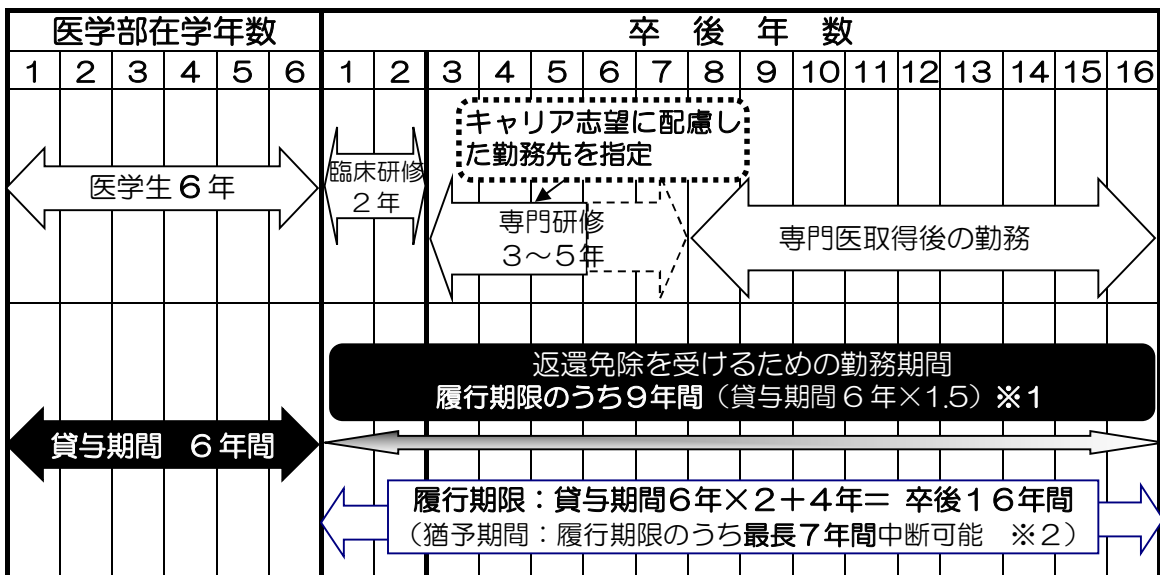 医学部在学年数 卒後年数
1 2 3 4 5 6 1 2 3 4 5 6 7 8 9 10 11 12 13 14 15 16
キャリア志望に配慮し
た勤務先を指定
医学生6年
臨床研修
2年
専門研修
3～5年
専門医取得後の勤務
返還免除を受けるための勤務期間
履行期限のうち9年間（貸与期間6年×1.5）※1
貸与期間 6年間
履行期限：貸与期間6年×2＋4年＝ 卒後16年間
（猶予期間：履行期限のうち最長7年間中断可能 ※2）